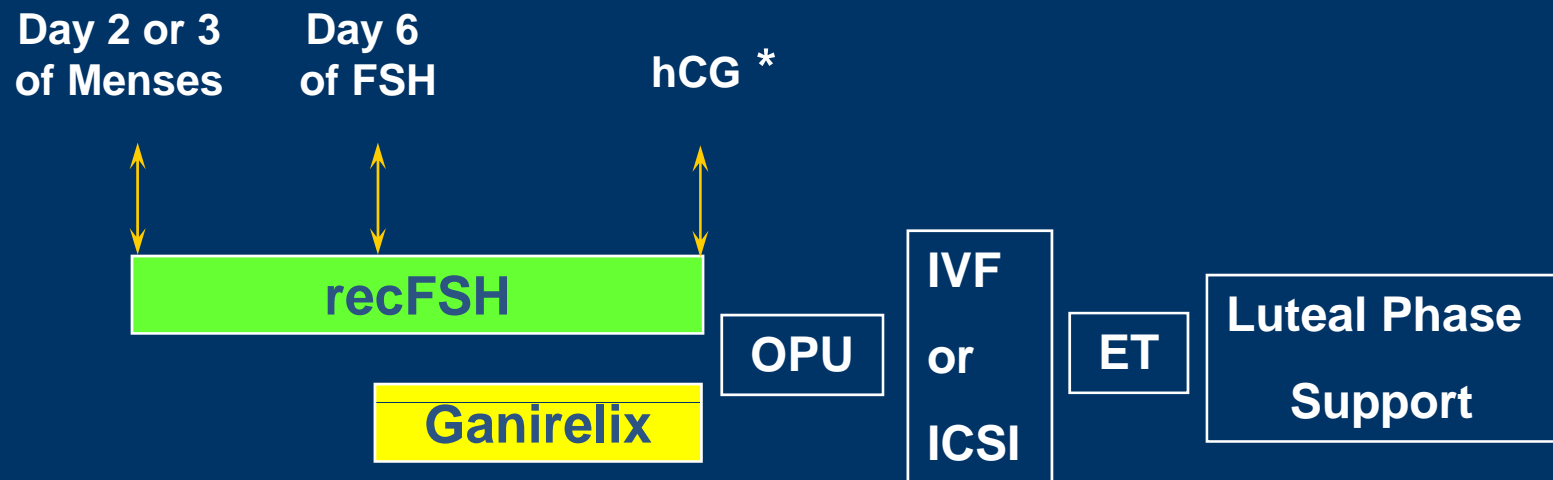 Day 2 or 3
of Menses
Day 6
of FSH
hCG *
recFSH
Ganirelix
OPU
IVF
or
ICSI
ET
Luteal Phase
Support